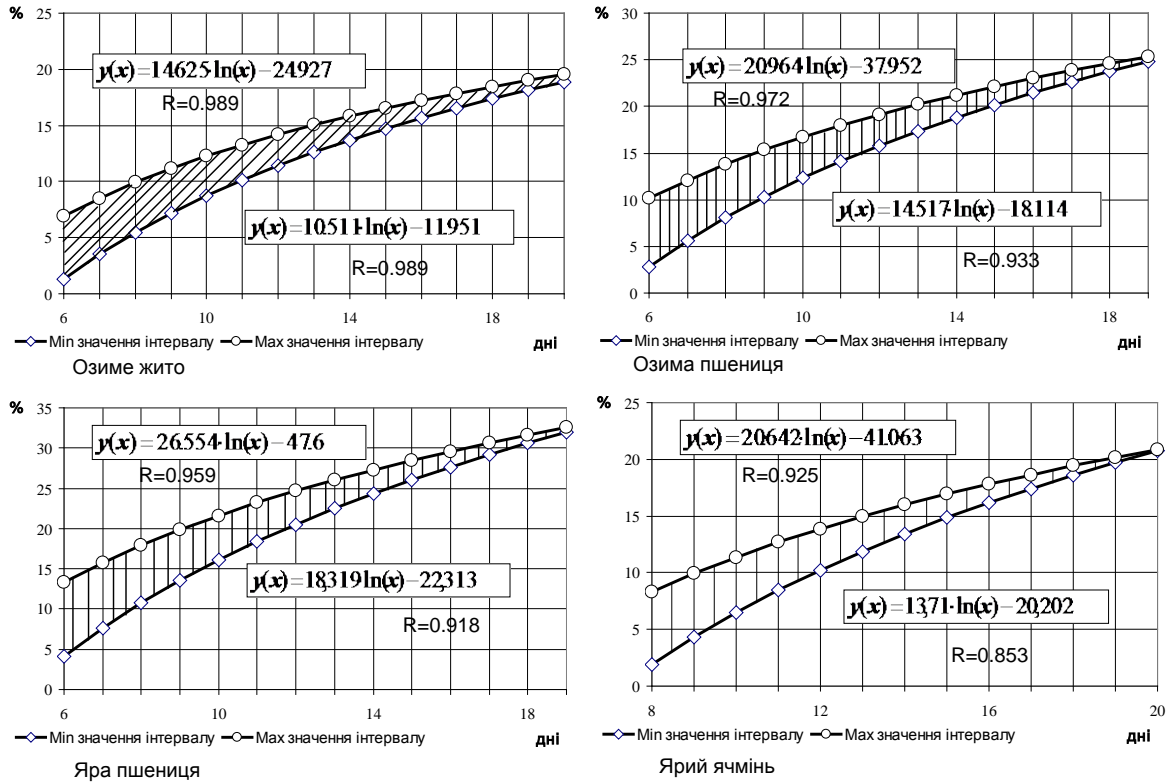 %
25
20
15
10
5
0
y(x)=14.625·ln(x)−24.927
R=0.989
y(x)=10.511·ln(x)−11.951
R=0.989
6 10 14 18
Min значення інтервалу Max значення інтервалу дні
Озиме жито
%
30
25
20
15
10
5
0
y(x)=20.964·ln(x)−37.952
R=0.972
y(x)=14.517·ln(x)−18.114
R=0.933
6 10 14 18
Min значення інтервалу Max значення інтервалу дні
Озима пшениця
%
35
30
25
20
15
10
5
0
y(x)=26.554·ln(x)−47.6
R=0.959
y(x)=18,319·ln(x)−22,313
R=0.918
6 10 14 18
Min значення інтервалу Max значення інтервалу дні
Яра пшениця
%
25
20
15
10
5
0
y(x)=20.642·ln(x)−41.063
R=0.925
y(x)=13,71·ln(x)−20,202
R=0.853
8 12 16 20
Min значення інтервалу Max значення інтервалу дні
Ярий ячмінь